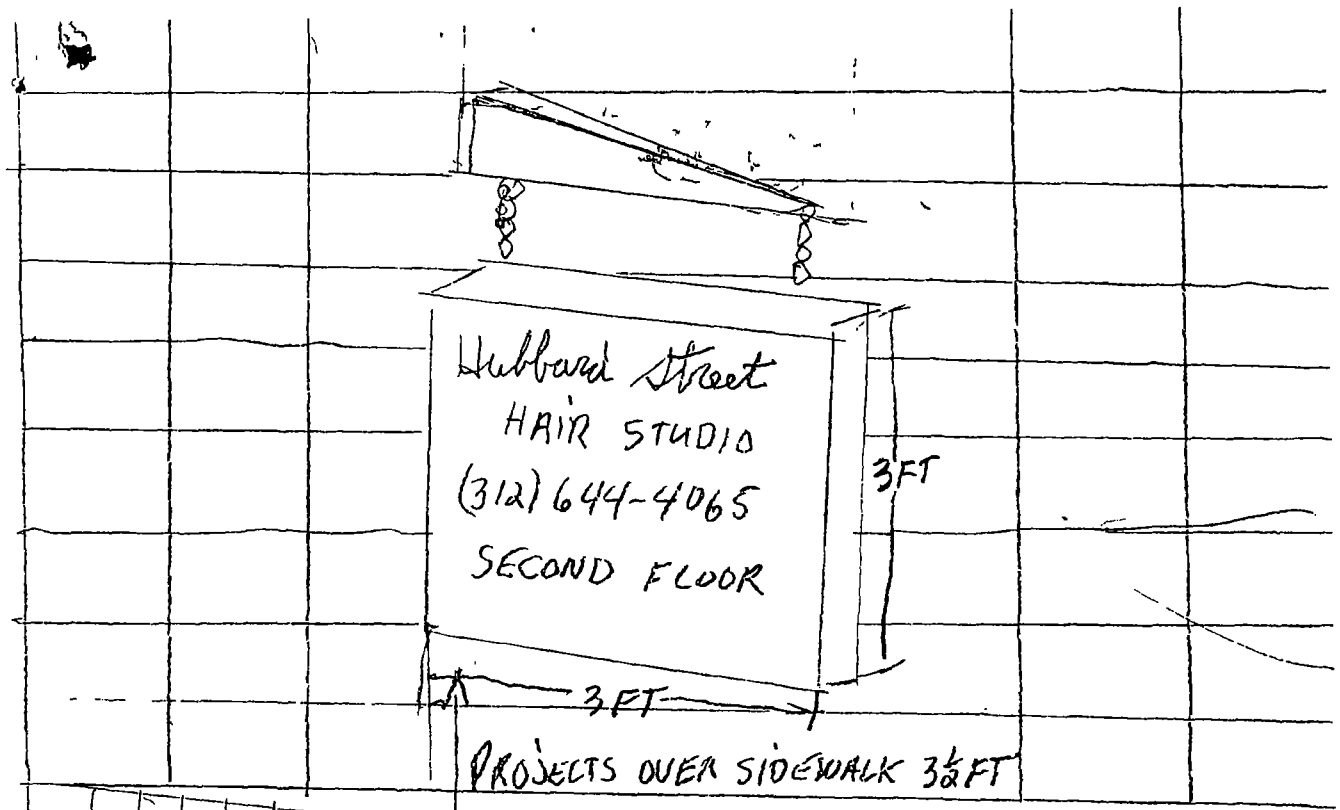 Hubbard Street
HAIR STUDIO
(312) 644-4065
SECOND FLOOR
3FT
3FT
PROJECTS OVER SIDEWALK 3½FT